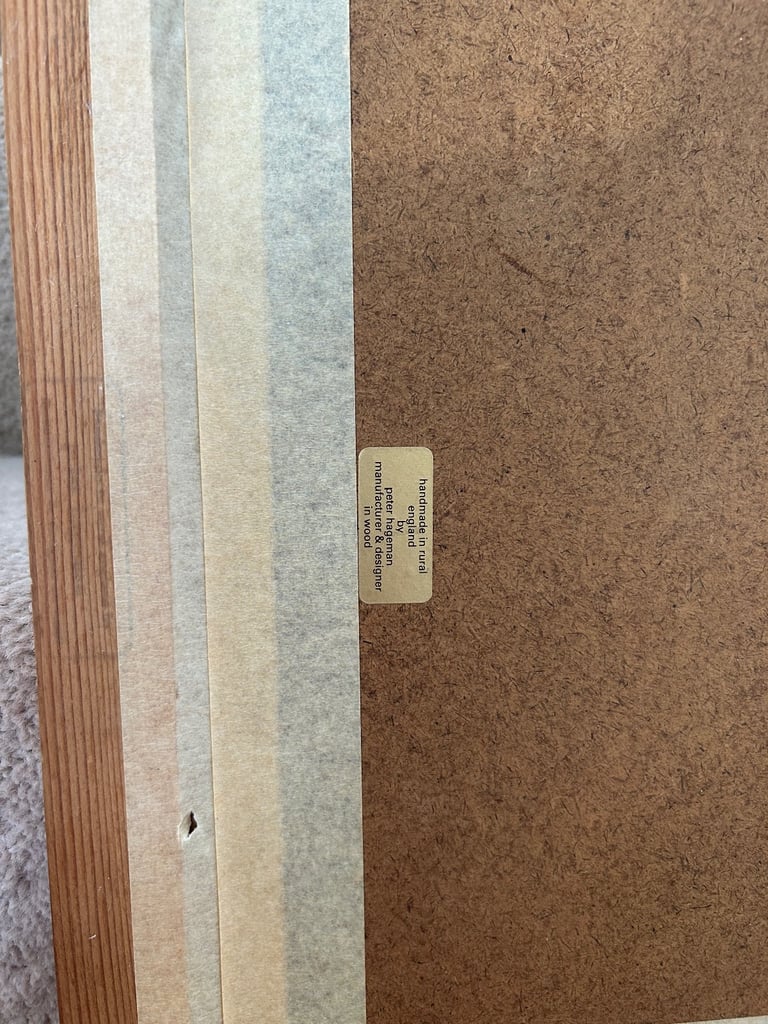 handmade in rural
england
by
peter hageman
manufacturer & designer
in wood